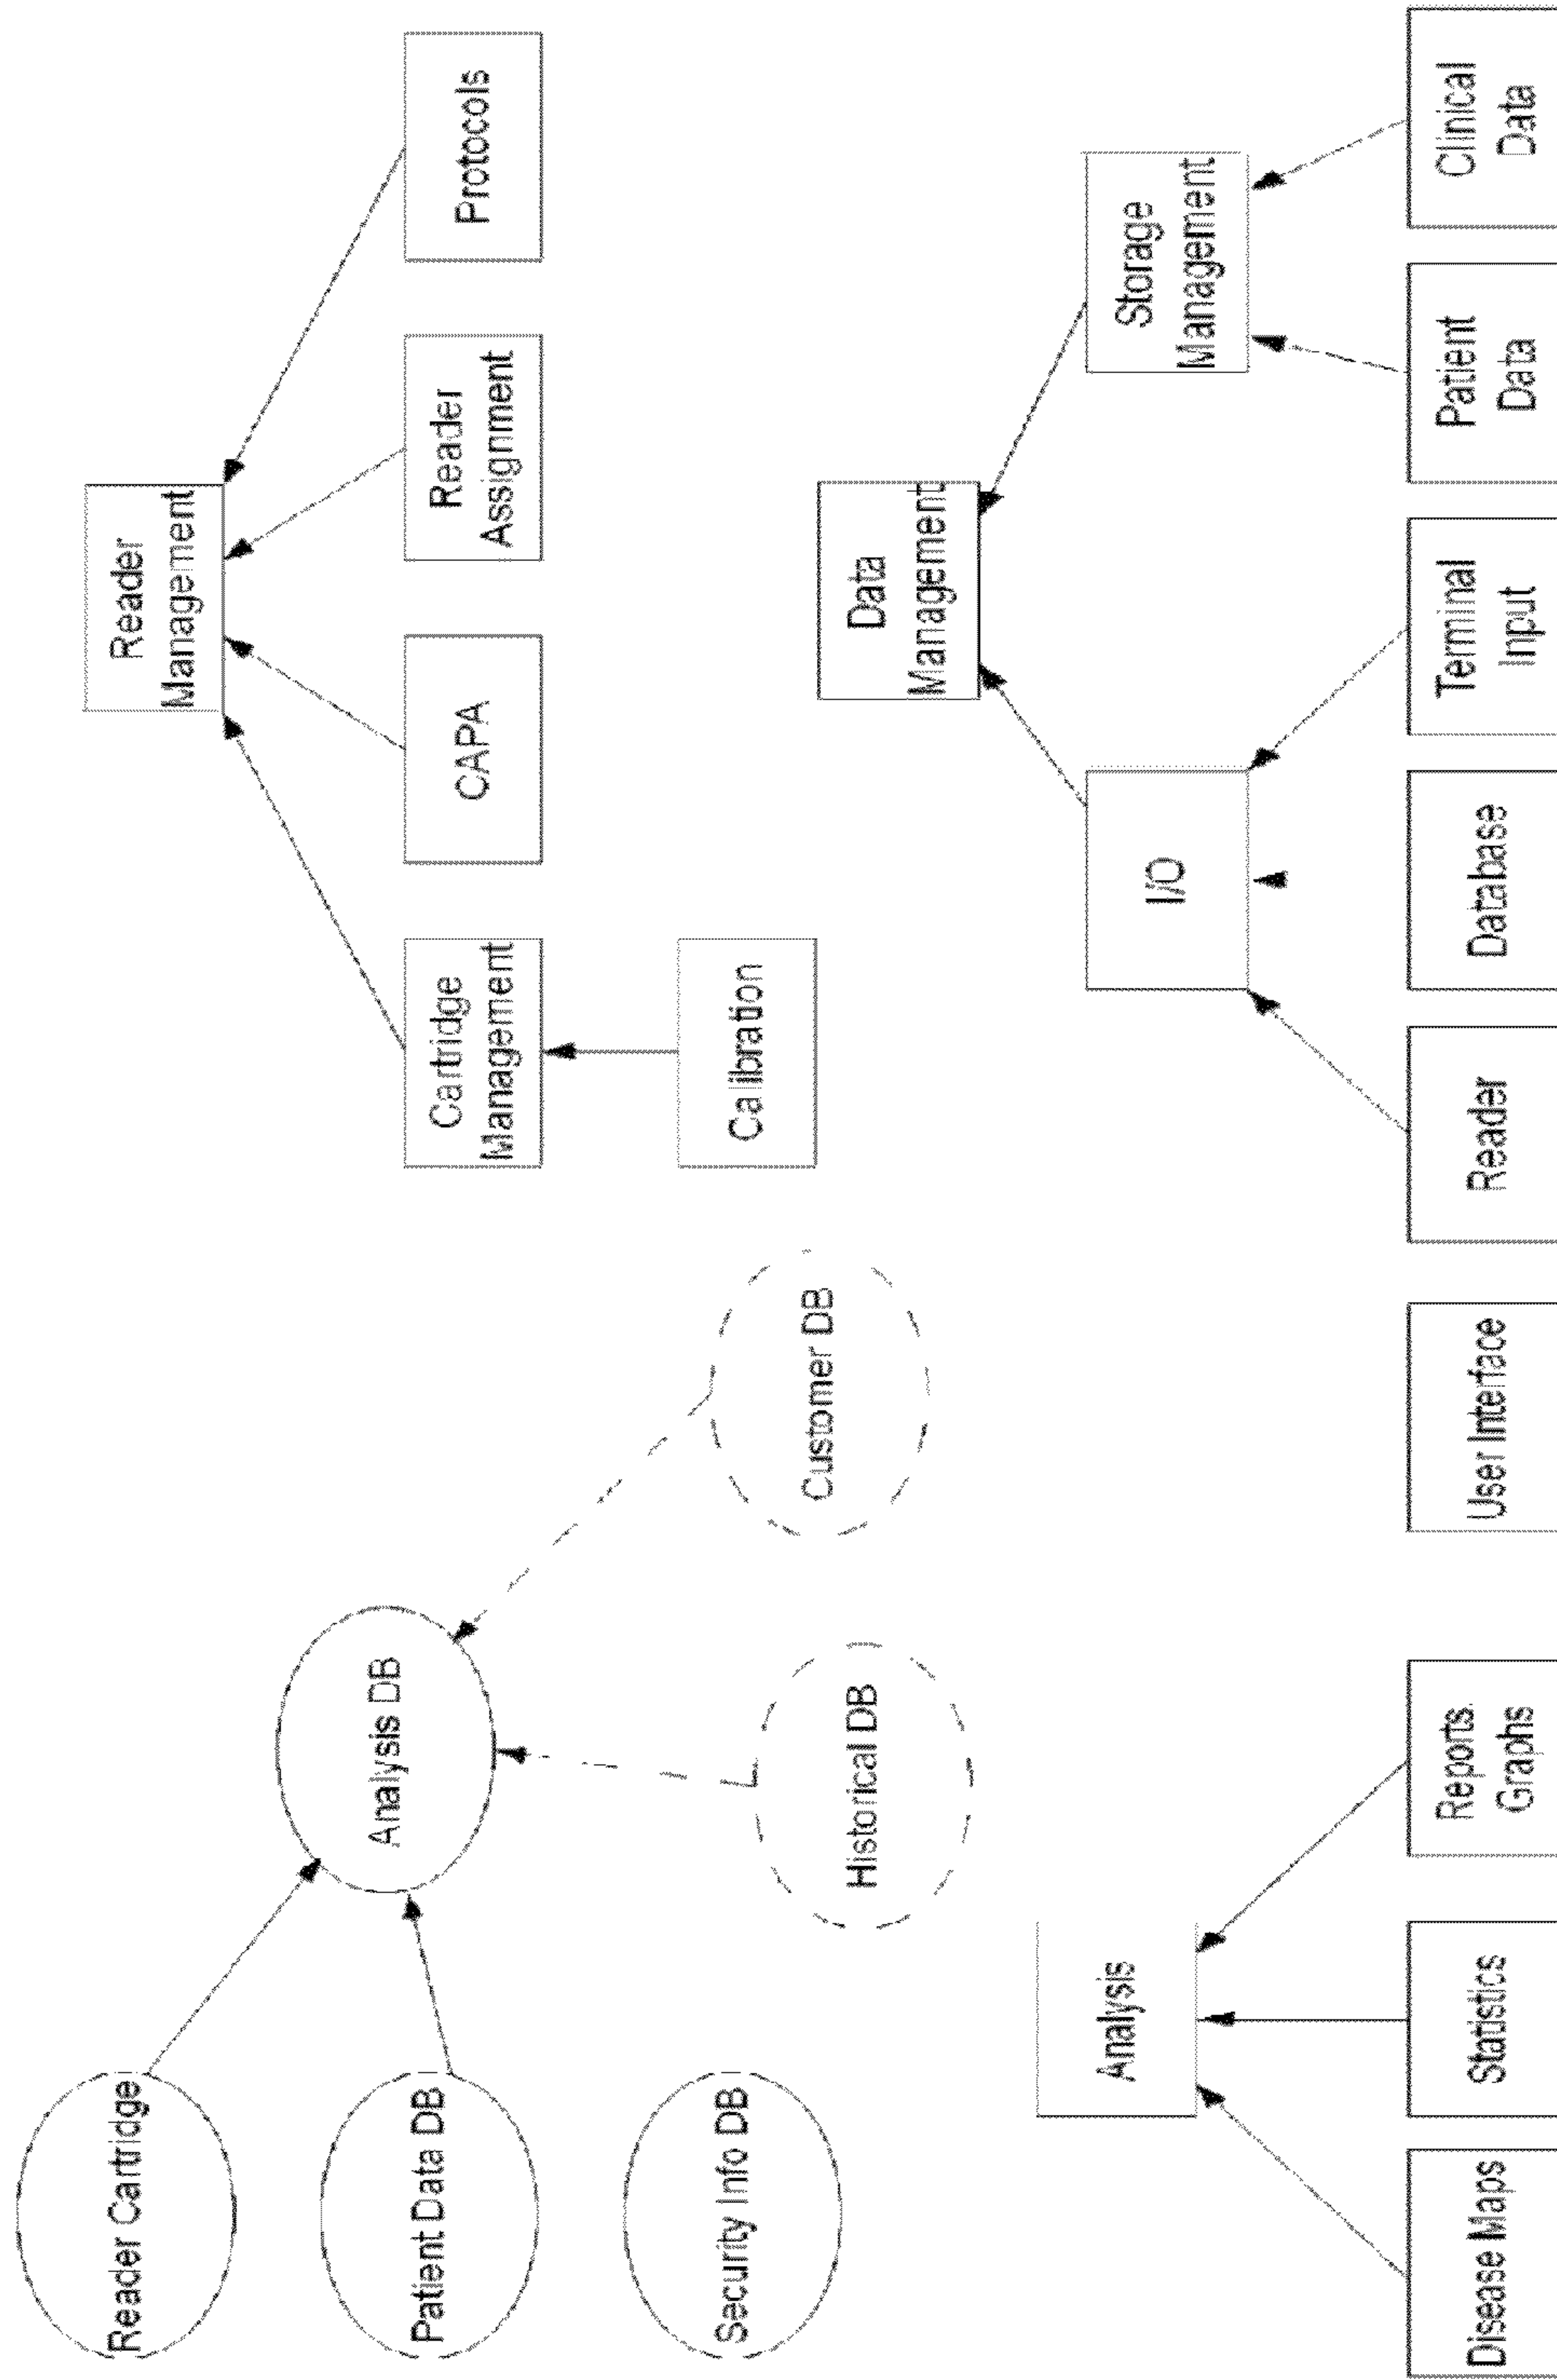 Reader Cartridge
Patient Data DB
Security Info DB
Analysis DB
Historical DB
Customer DB
Reader
Management
Cartridge
Management
CAPA
Reader
Assignment
Protocols
Calibration
Data
Management
I/O
Storage
Management
Analysis
Disease Maps
Statistics
Reports.
Graphs
User Interface
Reader
Database
Terminal
Input
Patient
Data
Clinical
Data